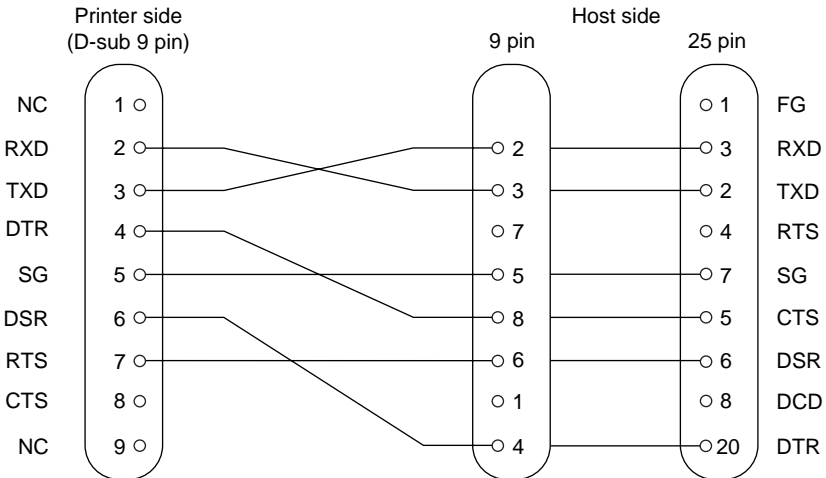 Printer side
(D-sub 9 pin)
Host side
9 pin
25 pin
NC 1 1 FG
RXD 2 2 3 RXD
TXD 3 3 2 TXD
DTR 4 7 4 RTS
SG 5 5 7 SG
DSR 6 8 5 CTS
RTS 7 6 6 DSR
CTS 8 1 8 DCD
NC 9 4 20 DTR